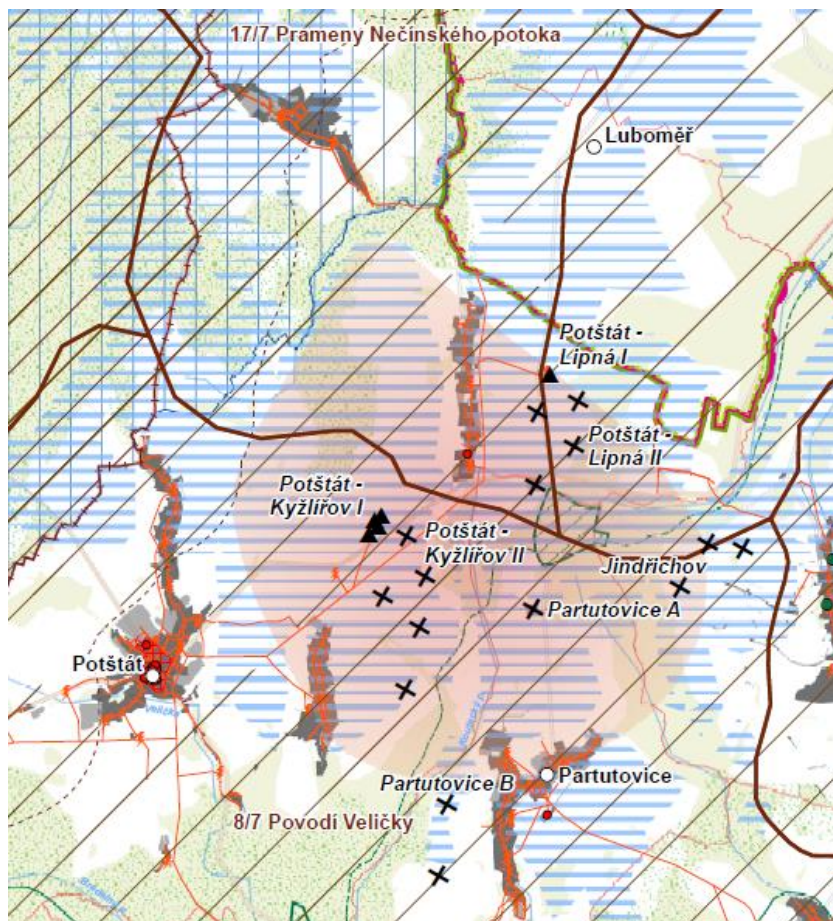 17/7 Prameny Nečínského potoka
Luboměř
Potštát -
Lipná I
Potštát -
Lipná II
Potštát -
Kyžlířov I
Potštát -
Kyžlířov II
Jindřichov
Partutovice A
Potštát
Velička
Partutovice B
Partutovice
8/7 Povodí Veličky